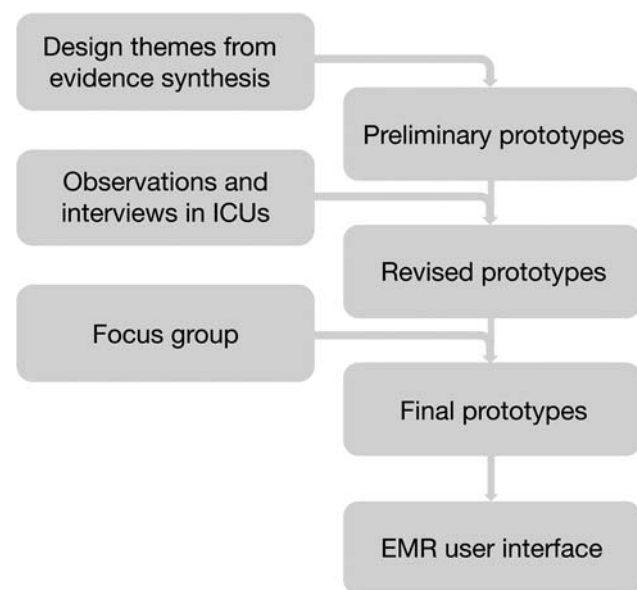 Design themes from
evidence synthesis
Preliminary prototypes
Observations and
interviews in ICUs
Revised prototypes
Focus group
Final prototypes
EMR user interface